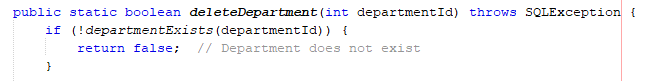 public static boolean deleteDepartment(int departmentId) throws SQLException {
    if (!departmentExists(departmentId)) {
        return false;  // Department does not exist
    }